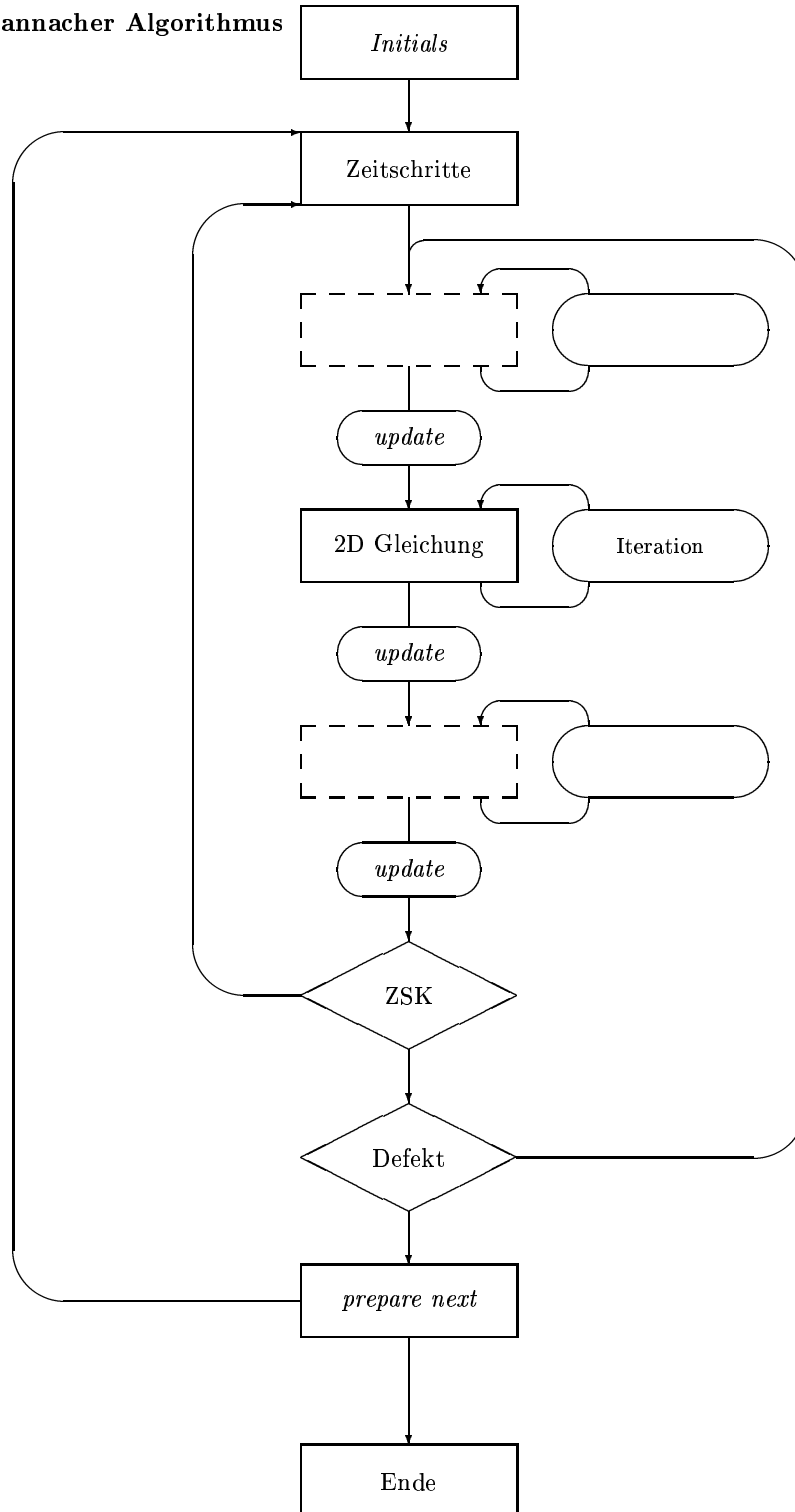 annacher Algorithmus
Initials
Zeitschritte
update
2D Gleichung
Iteration
update
update
ZSK
Defekt
prepare next
Ende